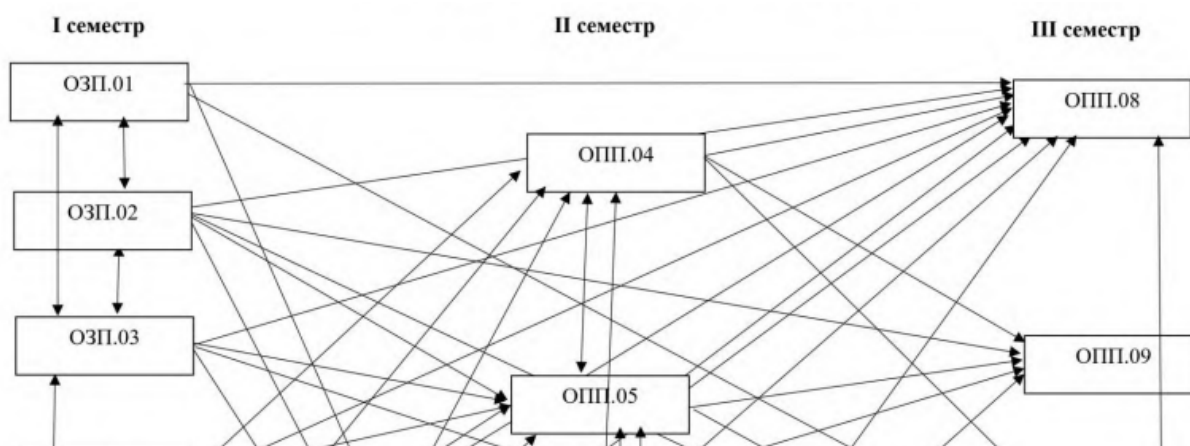 I семестр
II семестр
III семестр
ОЗП.01
ОПП.08
ОПП.04
ОЗП.02
ОЗП.03
ОПП.09
ОПП.05